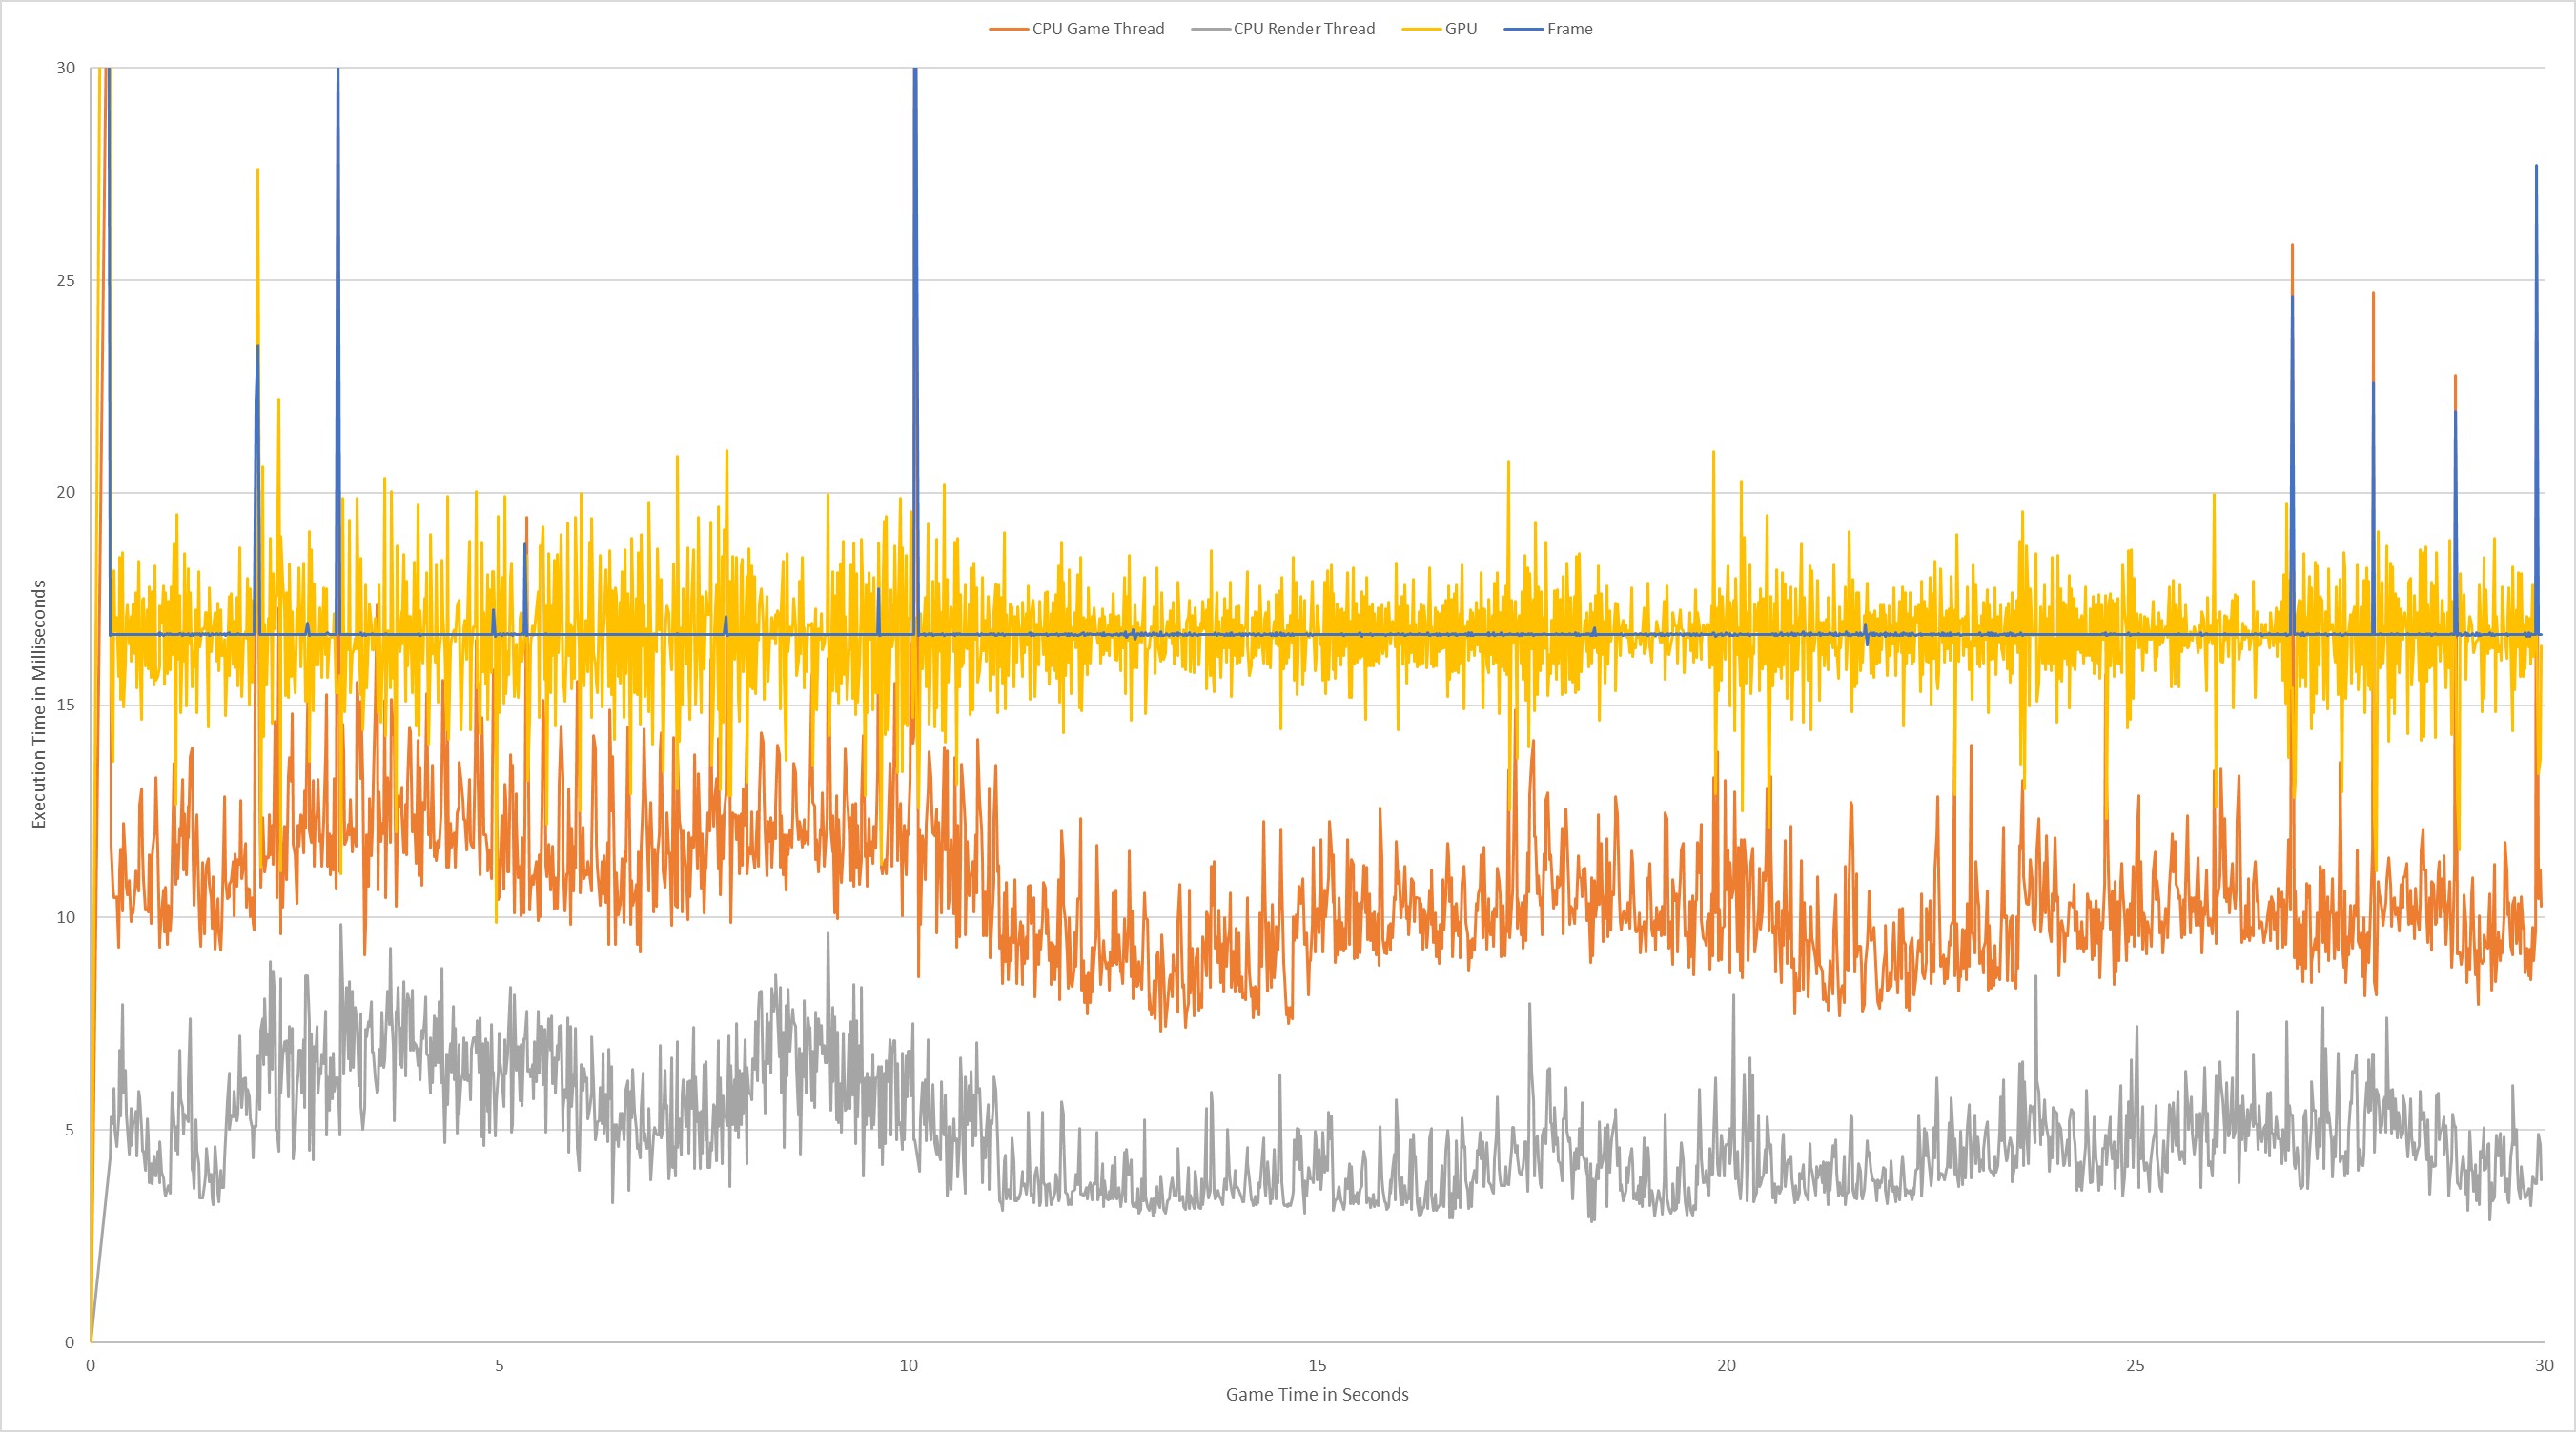 CPU Game Thread CPU Render Thread GPU Frame
30
25
20
15
10
5
0
Execution Time in Milliseconds
0 5 10 15 20 25 30
Game Time in Seconds